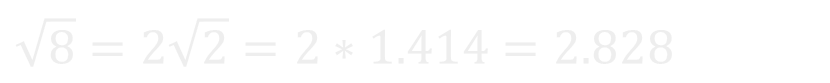 √8 = 2√2 = 2 * 1.414 = 2.828